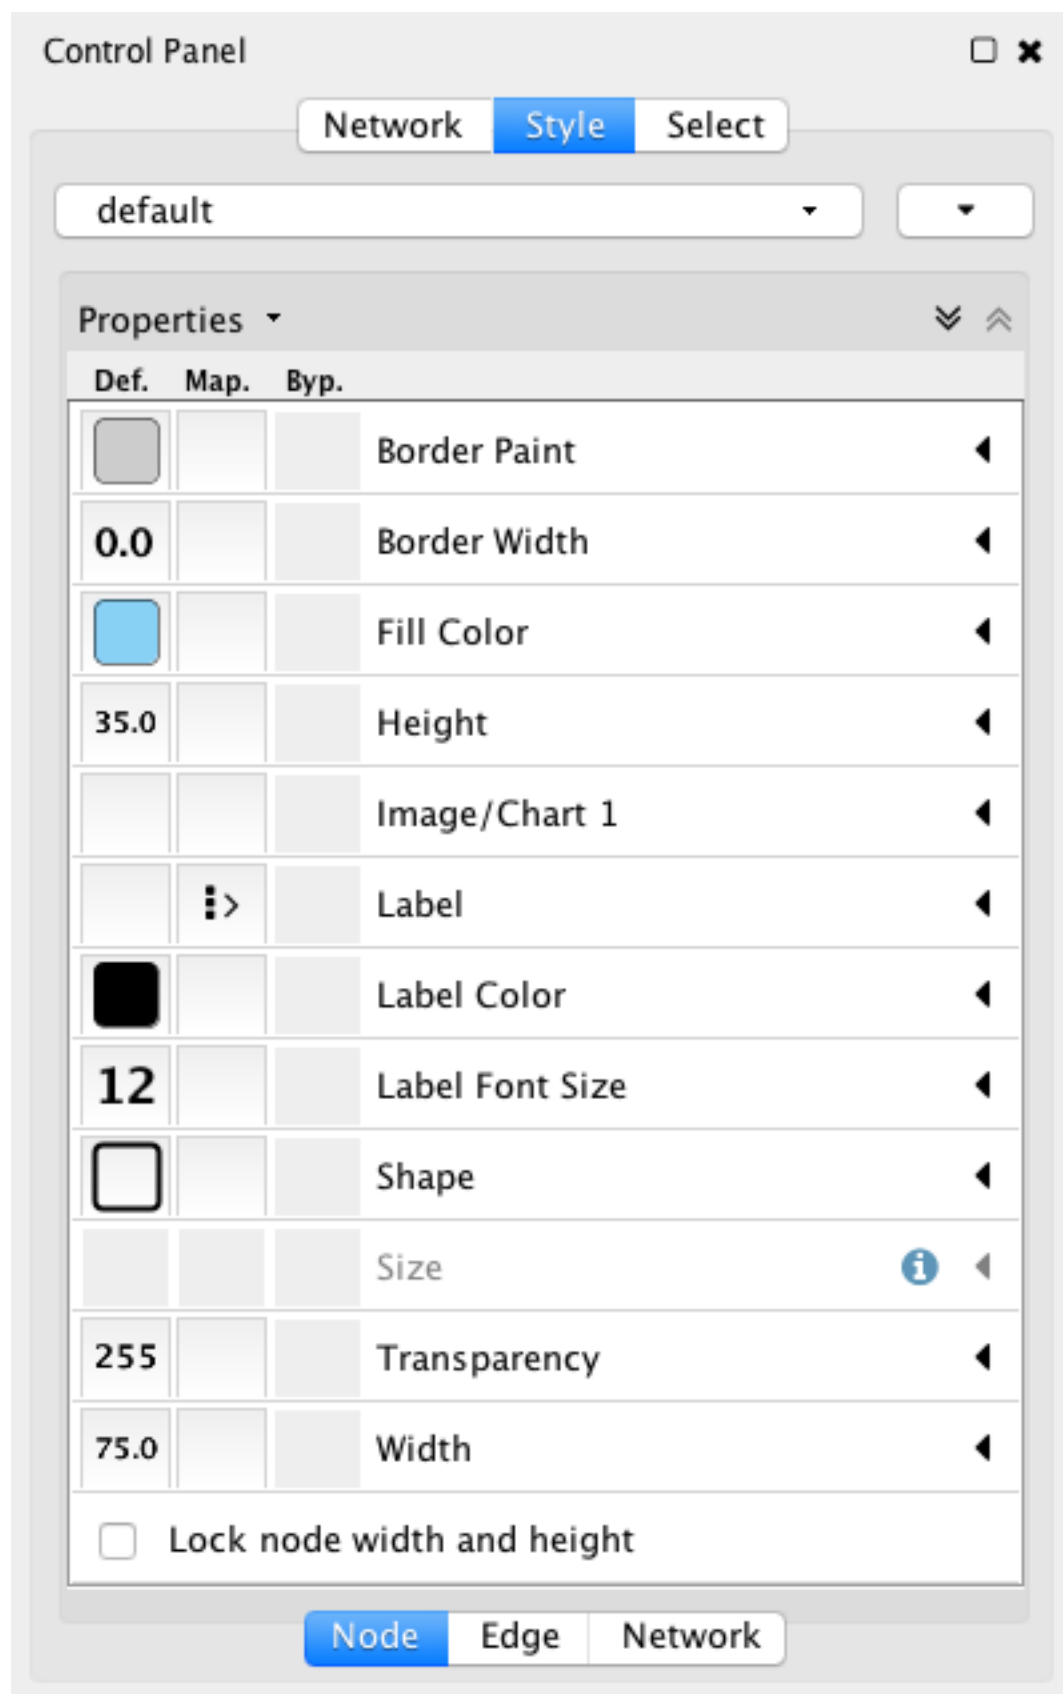 Control Panel
Network Style Select
default
Properties
Def. Map. Byp.
Border Paint
0.0 Border Width
Fill Color
35.0 Height
Image/Chart 1
Label
Label Color
12 Label Font Size
Shape
Size
255 Transparency
75.0 Width
Lock node width and height
Node Edge Network